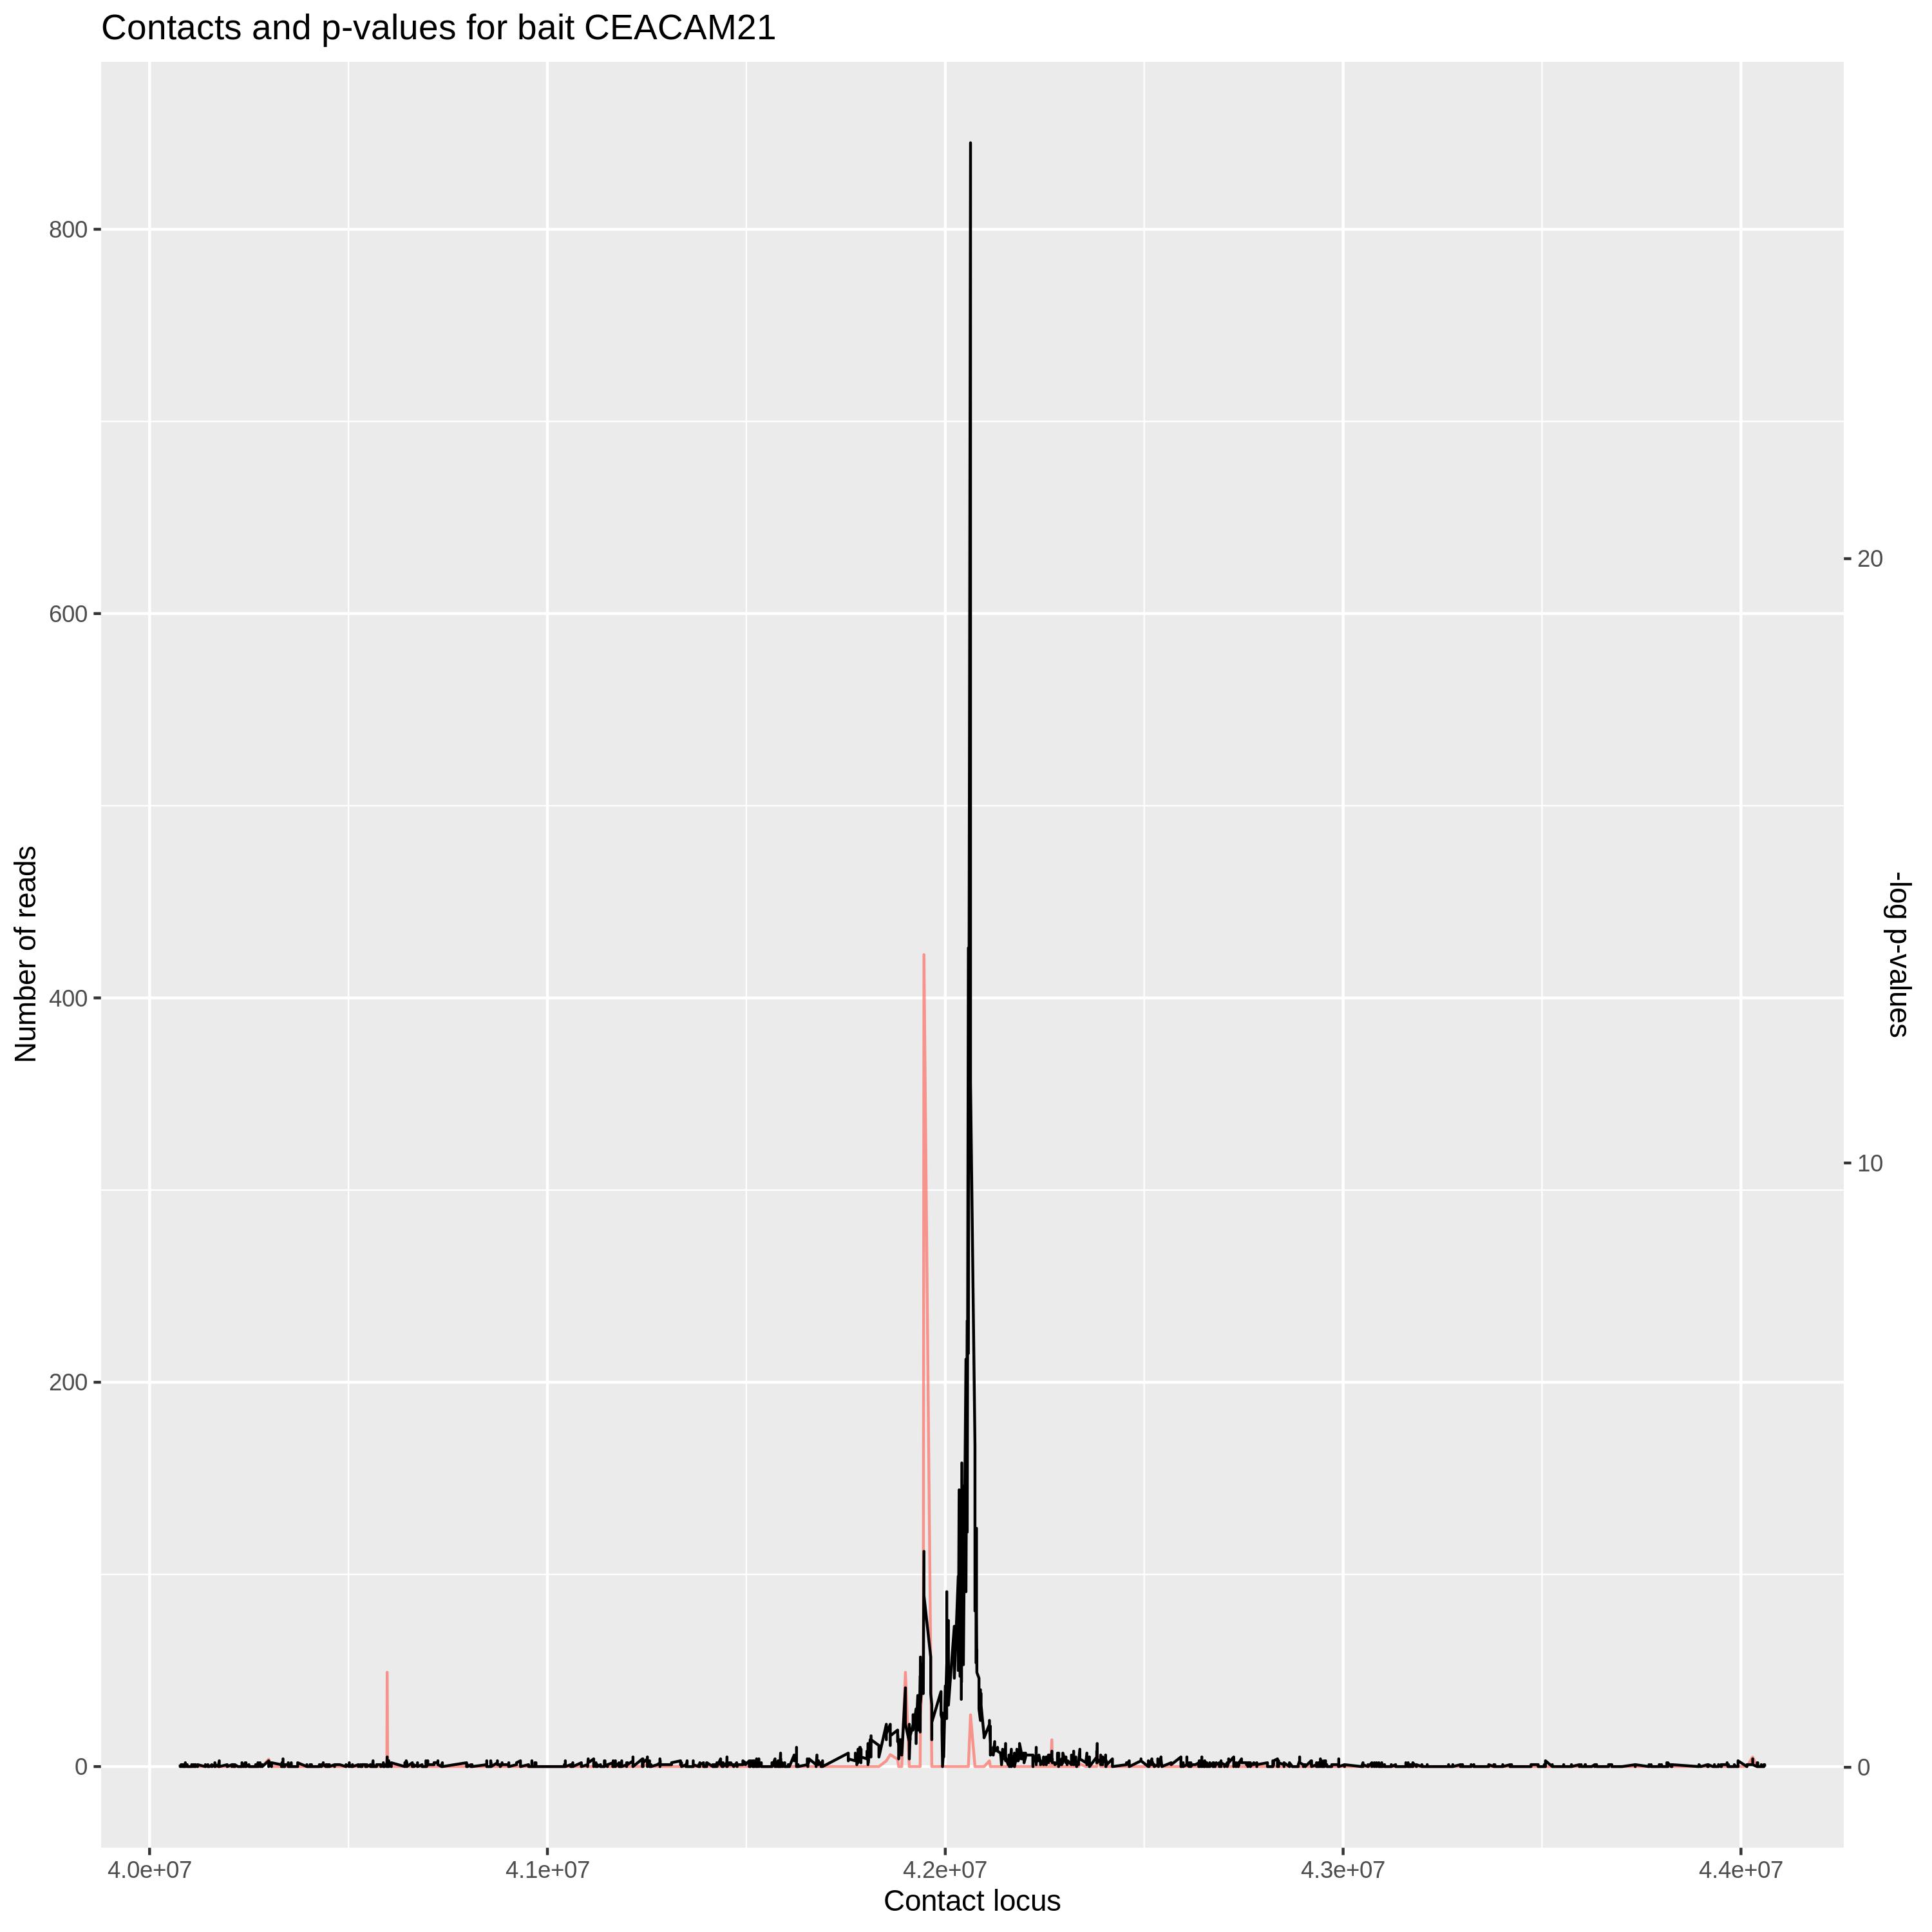 Contacts and p-values for bait CEACAM21
800
600
400
200
0
20
10
0
Number of reads
-log p-values
4.0e+07
4.1e+07
4.2e+07
4.3e+07
4.4e+07
Contact locus